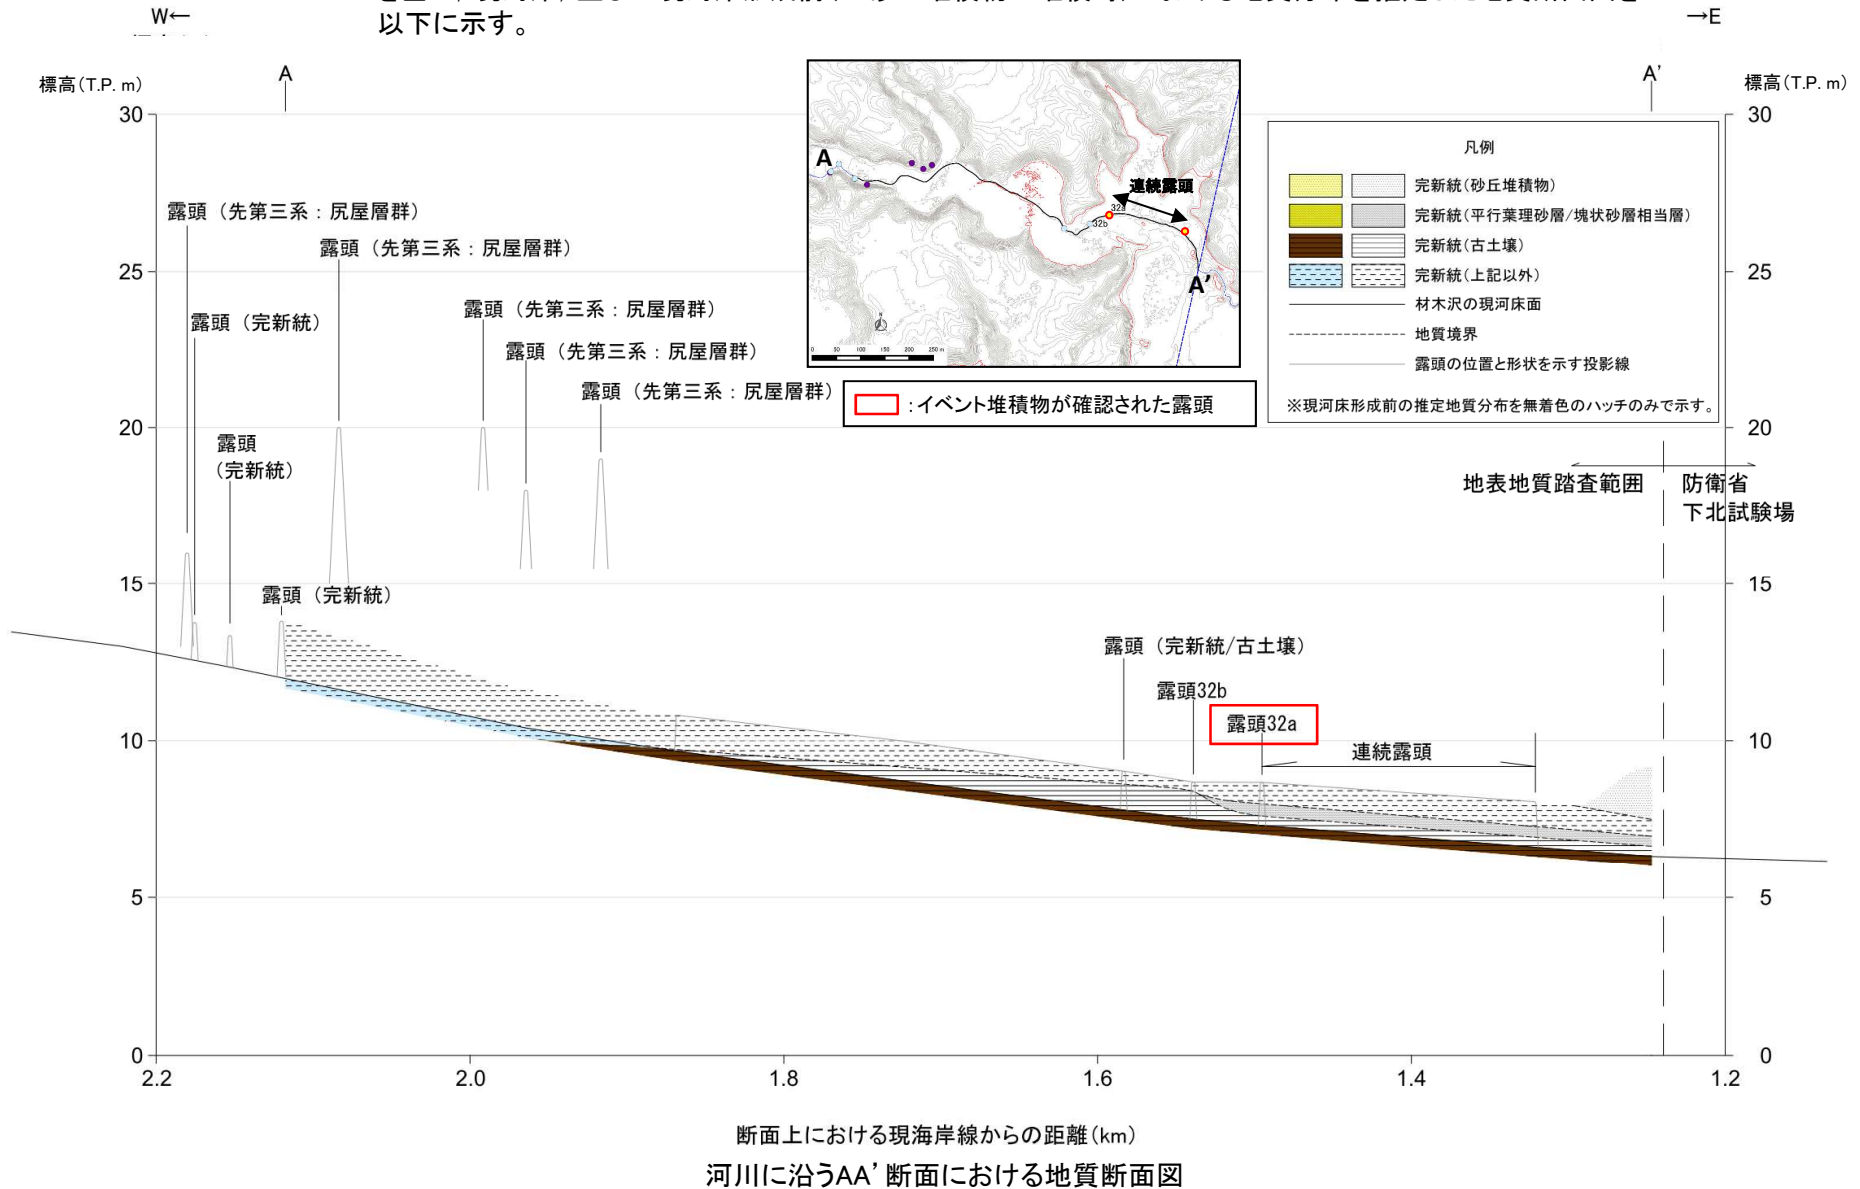 W←
→E
以下に示す。
標高(T.P. m)
A
A'
標高(T.P. m)
30
25
20
15
10
5
0
30
25
20
15
10
5
0
露頭（先第三系：尻屋層群）
露頭（先第三系：尻屋層群）
露頭（完新統）
露頭（先第三系：尻屋層群）
露頭（先第三系：尻屋層群）
露頭（先第三系：尻屋層群）
露頭
（完新統）
露頭（完新統）
A
連続露頭
32a
32b
A'
N
0 50 100 150 200 250 m
：イベント堆積物が確認された露頭
凡例
完新統(砂丘堆積物)
完新統(平行葉理砂層/塊状砂層相当層)
完新統(古土壌)
完新統(上記以外)
材木沢の現河床面
地質境界
露頭の位置と形状を示す投影線
※現河床形成前の推定地質分布を無着色のハッチのみで示す。
地表地質踏査範囲
防衛省
下北試験場
露頭（完新統/古土壌）
露頭32b
露頭32a
連続露頭
2.2
2.0
1.8
1.6
1.4
1.2
断面上における現海岸線からの距離(km)
河川に沿うAA'断面における地質断面図